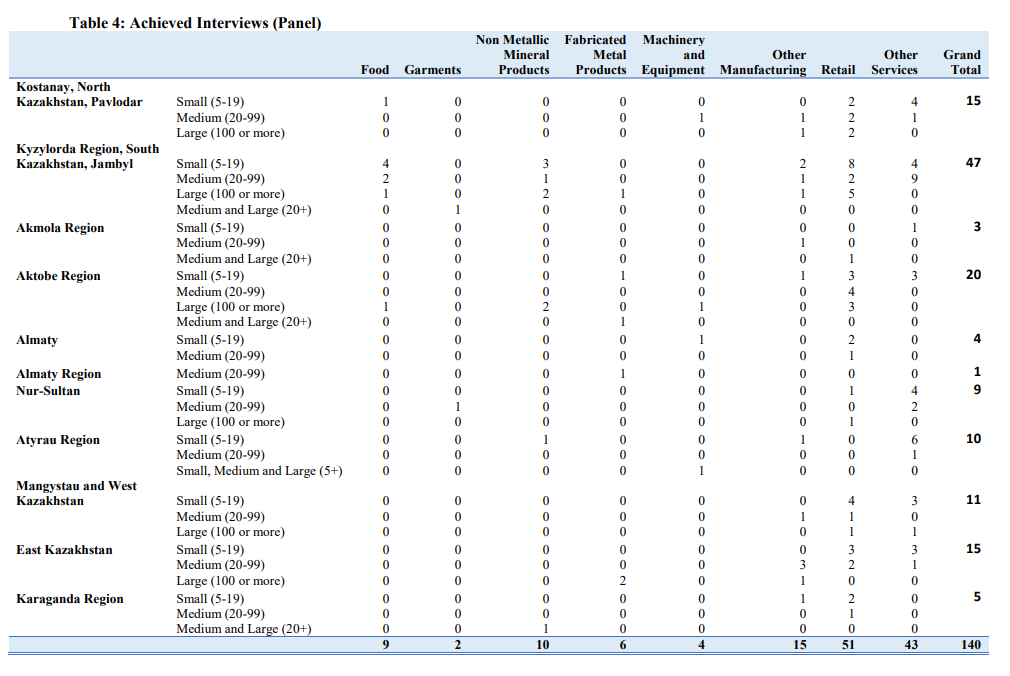 Table 4: Achieved Interviews (Panel)
Non Metallic Fabricated Machinery
Mineral Metal and Other Other Grand
Food Garments Products Products Equipment Manufacturing Retail Services Total
Kostanay, North
Kazakhstan, Pavlodar Small (5-19) 1 0 0 0 0 0 2 4 15
Medium (20-99) 0 0 0 0 1 1 2 1
Large (100 or more) 0 0 0 0 0 1 2 0
Kyzylorda Region, South
Kazakhstan, Jambyl Small (5-19) 4 0 3 0 0 2 8 4 47
Medium (20-99) 2 0 1 0 0 1 2 9
Large (100 or more) 1 0 2 1 0 1 5 0
Medium and Large (20+) 0 1 0 0 0 0 0 0
Akmola Region Small (5-19) 0 0 0 0 0 0 0 1 3
Medium (20-99) 0 0 0 0 0 1 0 0
Medium and Large (20+) 0 0 0 0 0 0 1 0
Aktobe Region Small (5-19) 0 0 0 1 0 1 3 3 20
Medium (20-99) 0 0 0 0 0 0 4 0
Large (100 or more) 1 0 2 0 1 0 3 0
Medium and Large (20+) 0 0 0 1 0 0 0 0
Almaty Small (5-19) 0 0 0 0 1 0 2 0 4
Medium (20-99) 0 0 0 0 0 0 1 0
Almaty Region Medium (20-99) 0 0 0 1 0 0 0 0 1
Nur-Sultan Small (5-19) 0 0 0 0 0 0 1 4 9
Medium (20-99) 0 1 0 0 0 0 0 2
Large (100 or more) 0 0 0 0 0 0 1 0
Atyrau Region Small (5-19) 0 0 1 0 0 1 0 6 10
Medium (20-99) 0 0 0 0 0 0 0 1
Small, Medium and Large (5+) 0 0 0 0 1 0 0 0
Mangystau and West
Kazakhstan Small (5-19) 0 0 0 0 0 0 4 3 11
Medium (20-99) 0 0 0 0 0 1 1 0
Large (100 or more) 0 0 0 0 0 0 1 1
East Kazakhstan Small (5-19) 0 0 0 0 0 0 3 3 15
Medium (20-99) 0 0 0 0 0 3 2 1
Large (100 or more) 0 0 0 2 0 1 0 0
Karaganda Region Small (5-19) 0 0 0 0 0 1 2 0 5
Medium (20-99) 0 0 0 0 0 0 1 0
Medium and Large (20+) 0 0 1 0 0 0 0 0
9 2 10 6 4 15 51 43 140